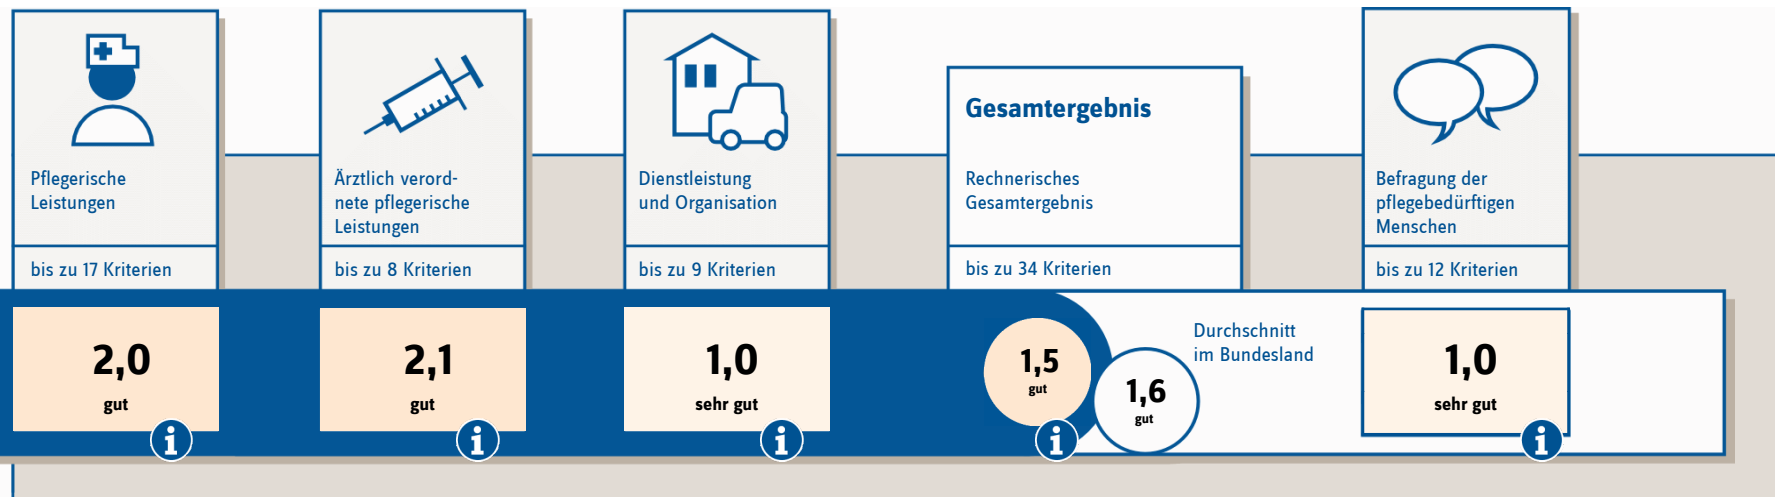 Pflegerische
Leistungen
bis zu 17 Kriterien
2,0
gut
i
Ärztlich verord-
nete pflegerische
Leistungen
bis zu 8 Kriterien
2,1
gut
i
Dienstleistung
und Organisation
bis zu 9 Kriterien
1,0
sehr gut
i
Gesamtergebnis
Rechnerisches
Gesamtergebnis
bis zu 34 Kriterien
1,5
gut
i
Durchschnitt
im Bundesland
1,6
gut
Befragung der
pflegebedürftigen
Menschen
bis zu 12 Kriterien
1,0
sehr gut
i